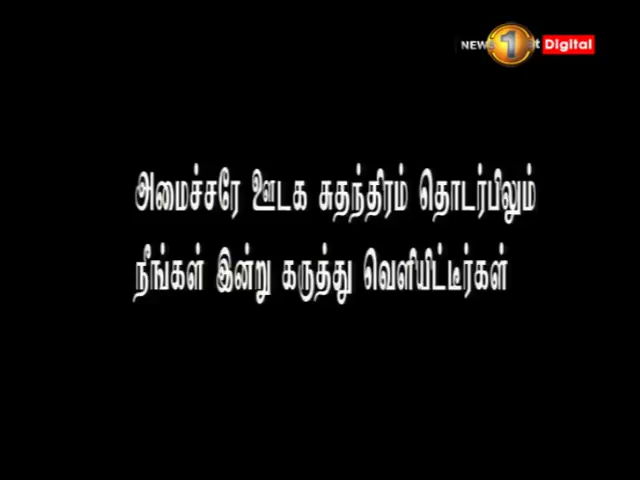 NEWS 1st Digital
அமைச்சரே ஊடக சுதந்திரம் தொடர்பிலும்
நீங்கள் இன்று கருத்து வெளியிட்டீர்கள்